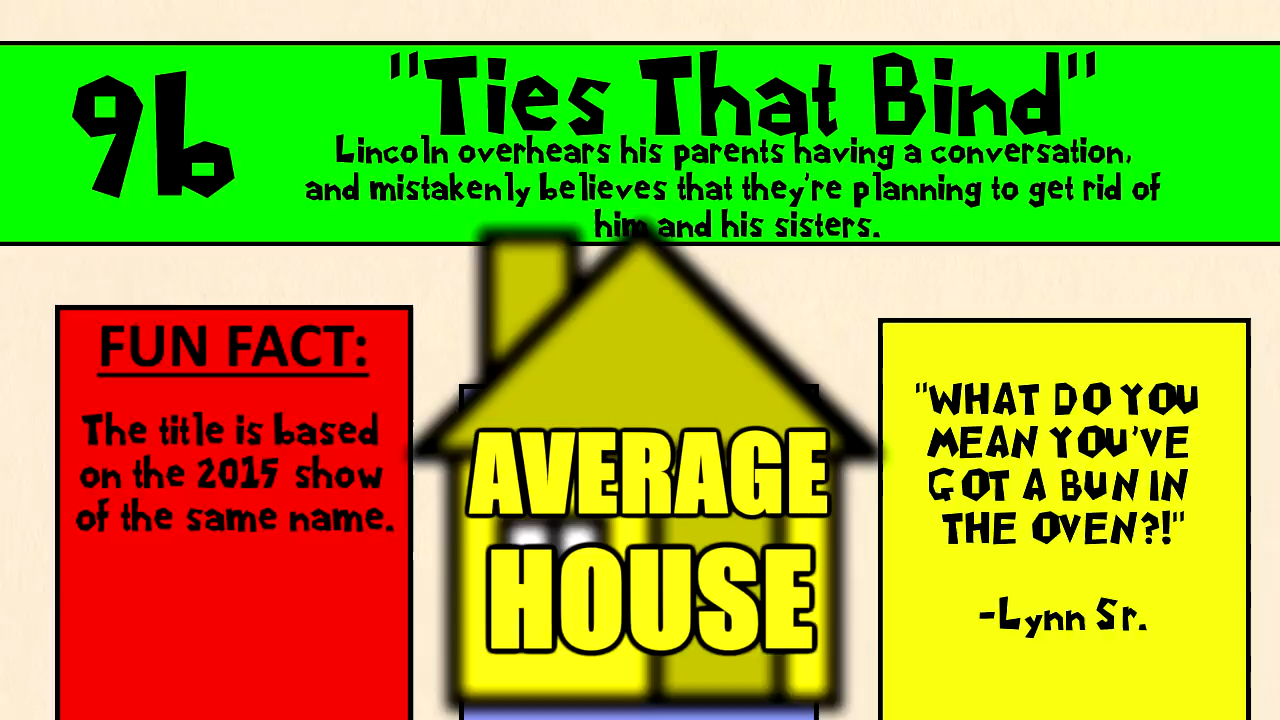 9b
"Ties That Bind"
Lincoln overhears his parents having a conversation,
and mistakenly believes that they're planning to get rid of
him and his sisters.
FUN FACT:
The title is based
on the 2015 show
of the same name.
AVERAGE
HOUSE
"WHAT DO YOU
MEAN YOU'VE
GOT A BUN IN
THE OVEN?!"
-Lynn Sr.